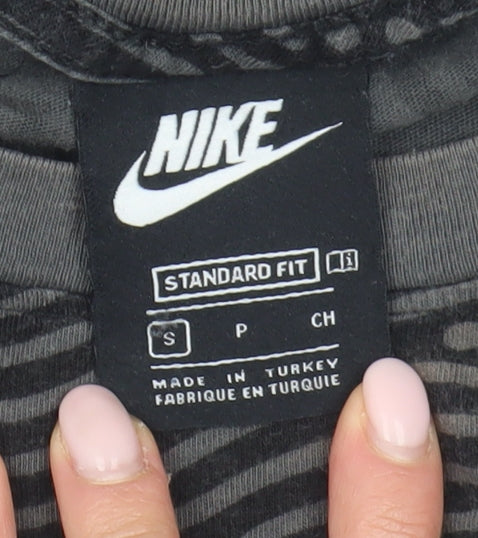 NIKE
STANDARD FIT i
S P CH
MADE IN TURKEY
FABRIQUE EN TURQUIE